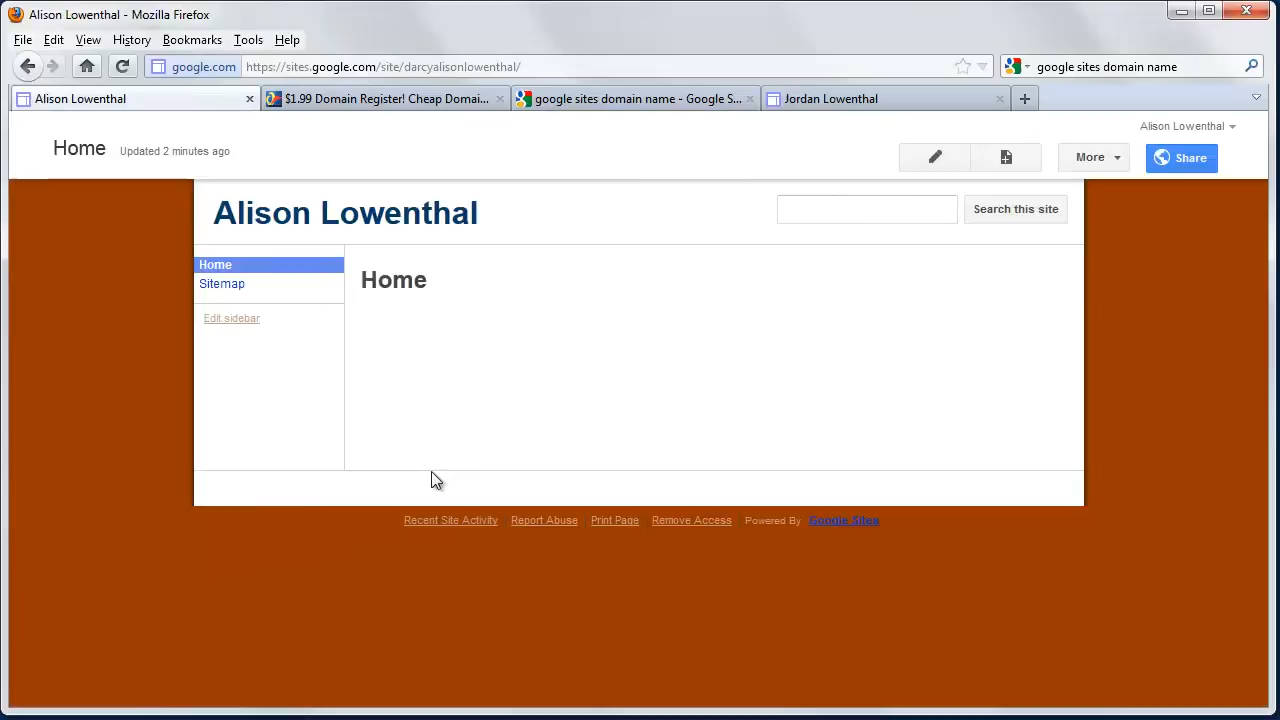 Alison Lowenthal - Mozilla Firefox
File Edit View History Bookmarks Tools Help
google.com https://sites.google.com/site/darcyalisonlowenthal/ google sites domain name
Alison Lowenthal $1.99 Domain Register! Cheap Domai... google sites domain name - Google S... Jordan Lowenthal
Alison Lowenthal
Home Updated 2 minutes ago More Share
Alison Lowenthal Search this site
Home
Sitemap
Edit sidebar
Home
Recent Site Activity Report Abuse Print Page Remove Access Powered By Google Sites